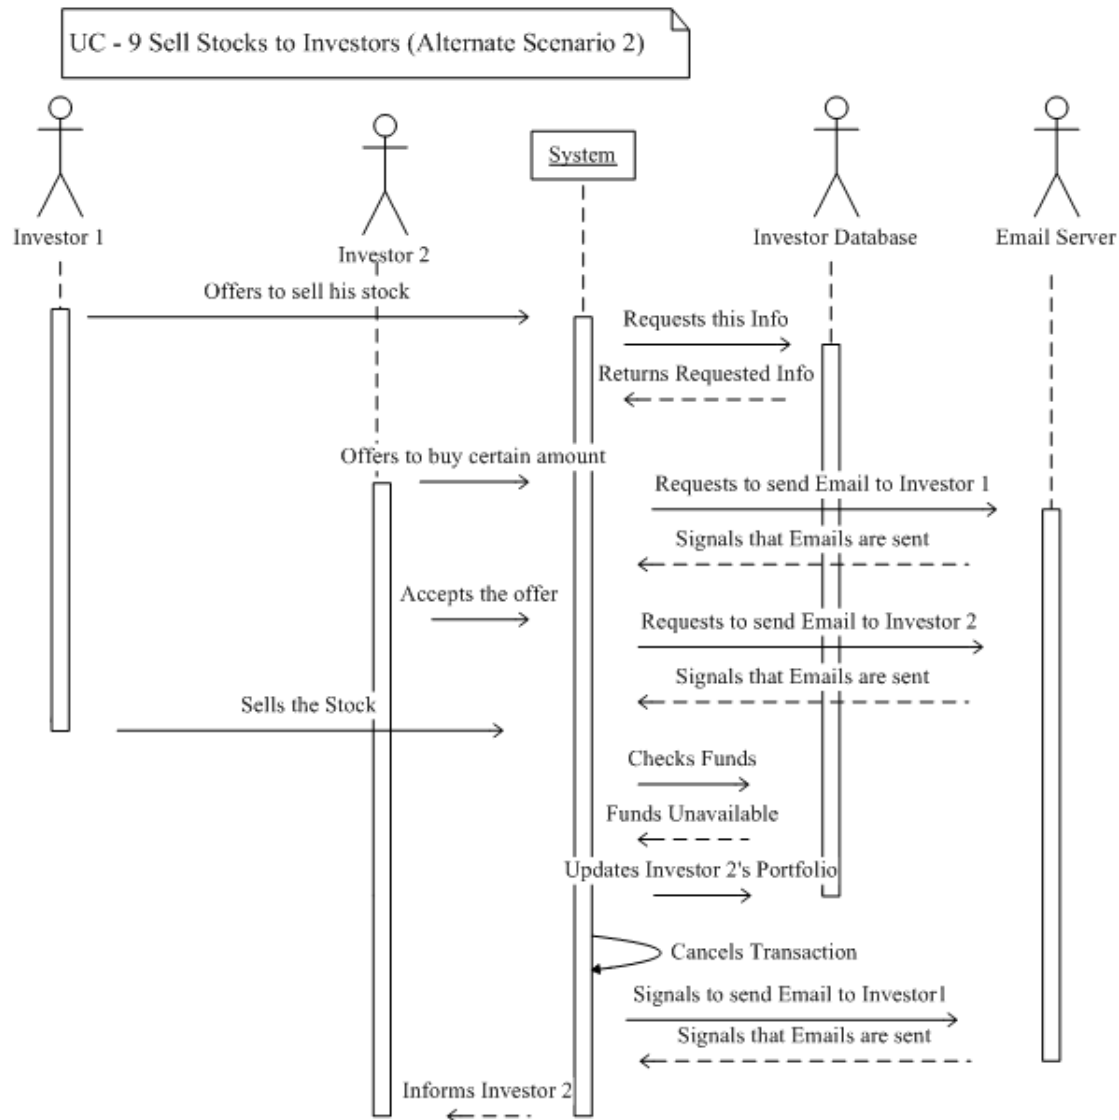 UC - 9 Sell Stocks to Investors (Alternate Scenario 2)
System
Investor 1
Investor 2
Investor Database
Email Server
Offers to sell his stock
Requests this Info
Returns Requested Info
Offers to buy certain amount
Requests to send Email to Investor 1
Signals that Emails are sent
Accepts the offer
Requests to send Email to Investor 2
Signals that Emails are sent
Sells the Stock
Checks Funds
Funds Unavailable
Updates Investor 2's Portfolio
Cancels Transaction
Signals to send Email to Investor1
Signals that Emails are sent
Informs Investor 2